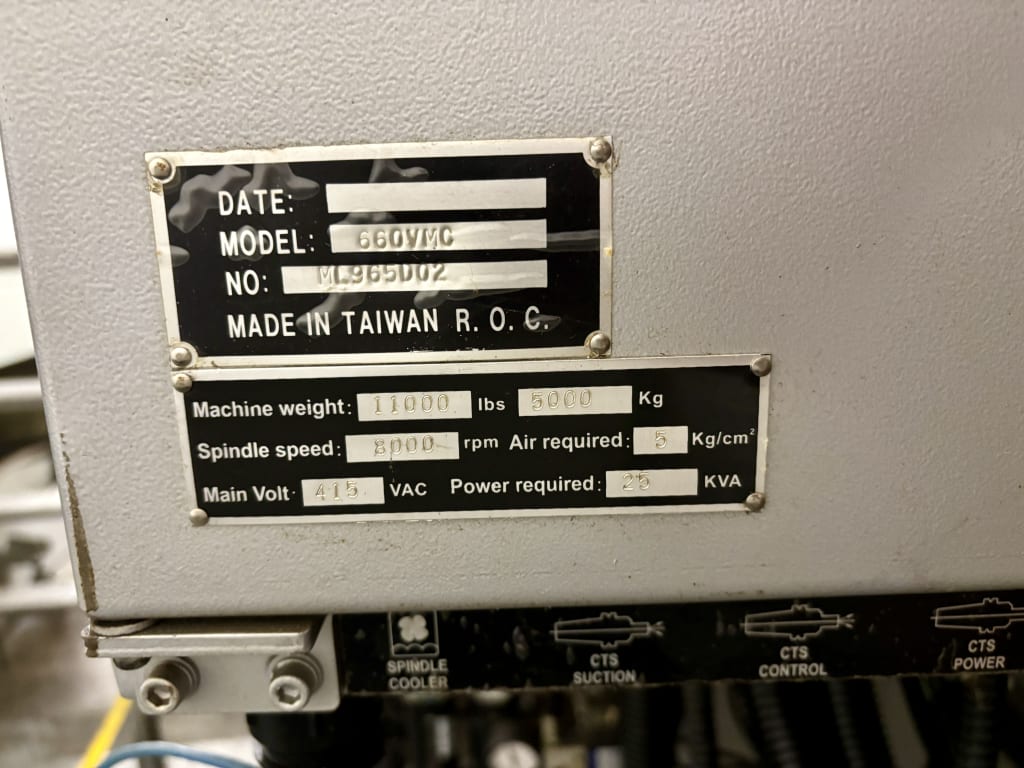 DATE:
MODEL: 660VMC
NO: ML965D02
MADE IN TAIWAN R. O. C.
Machine weight: 11000 lbs 5000 Kg
Spindle speed: 8000 rpm Air required: 5 Kg/cm²
Main Volt· 415 VAC Power required: 25 KVA
SPINDLE COOLER
CTS SUCTION
CTS CONTROL
CTS POWER